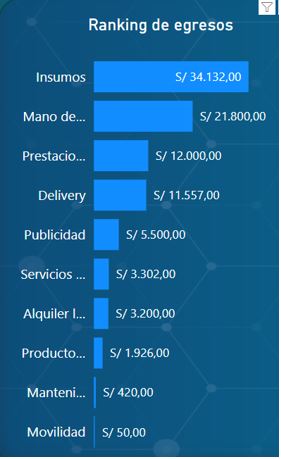 Ranking de egresos
Insumos S/ 34.132,00
Mano de... S/ 21.800,00
Prestacio... S/ 12.000,00
Delivery S/ 11.557,00
Publicidad S/ 5.500,00
Servicios ... S/ 3.302,00
Alquiler l... S/ 3.200,00
Producto... S/ 1.926,00
Manteni... S/ 420,00
Movilidad S/ 50,00